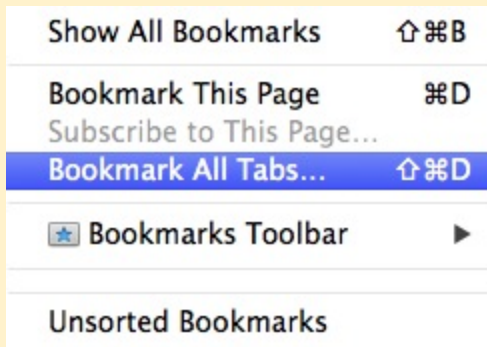 Show All Bookmarks ⇧⌘B
Bookmark This Page ⌘D
Subscribe to This Page...
Bookmark All Tabs... ⇧⌘D
Bookmarks Toolbar ▶
Unsorted Bookmarks